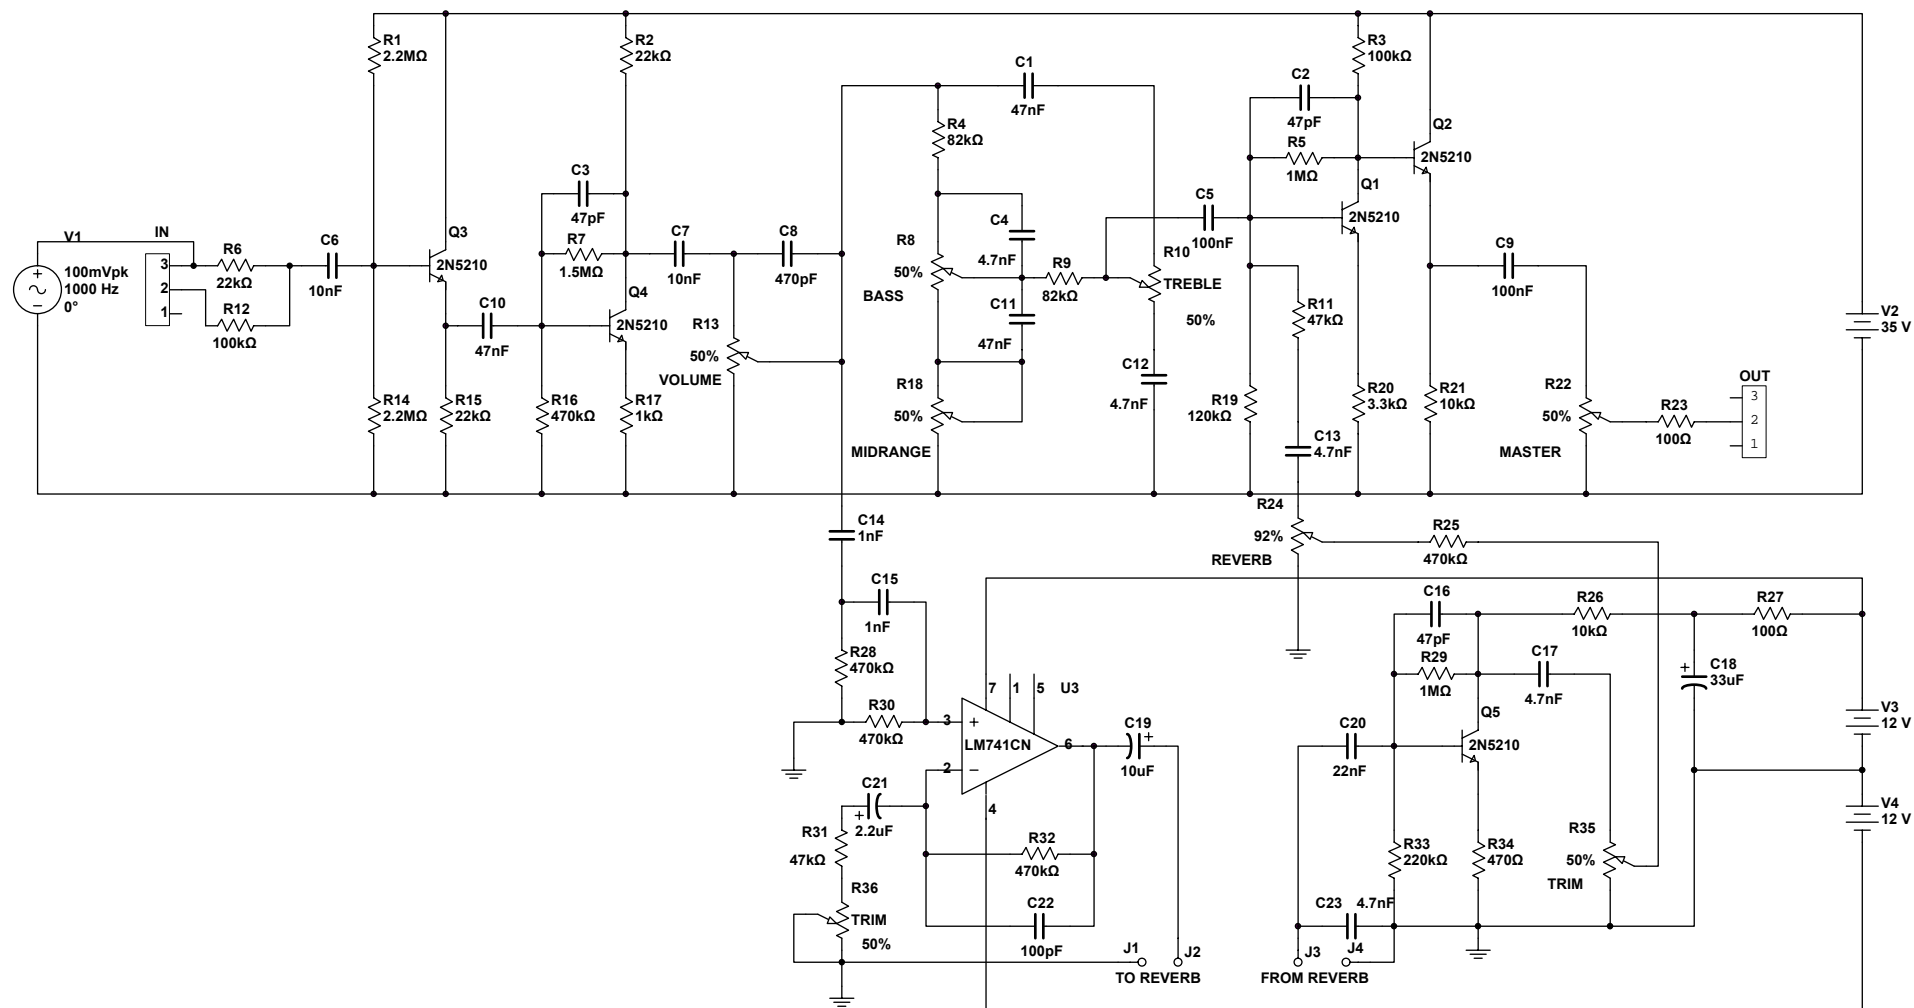 R1
2.2MΩ
R2
22kΩ
R3
100kΩ
C1
47nF
C2
47pF
R4
82kΩ
Q2
2N5210
R5
1MΩ
C3
47pF
Q1
2N5210
C5
100nF
C4
4.7nF
V1
IN
Q3
2N5210
R6
22kΩ
C6
10nF
R7
1.5MΩ
C7
10nF
C8
470pF
R8
50%
BASS
R9
82kΩ
R10
TREBLE
50%
C9
100nF
3
2
1
100mVpk
1000 Hz
0°
R12
100kΩ
C10
47nF
Q4
2N5210
R13
50%
VOLUME
C11
47nF
R11
47kΩ
V2
35 V
C12
4.7nF
R14
2.2MΩ
R15
22kΩ
R16
470kΩ
R17
1kΩ
R18
50%
MIDRANGE
R19
120kΩ
R20
3.3kΩ
R21
10kΩ
R22
50%
MASTER
R23
100Ω
OUT
3
2
1
C13
4.7nF
R24
92%
REVERB
R25
470kΩ
C14
1nF
C15
1nF
C16
47pF
R26
10kΩ
R27
100Ω
R28
470kΩ
R29
1MΩ
C17
4.7nF
+
C18
33uF
R30
470kΩ
7
1
5
U3
3
+
LM741CN
6
2
−
4
C19
+
10uF
C20
22nF
Q5
2N5210
V3
12 V
V4
12 V
C21
+
2.2uF
R31
47kΩ
R32
470kΩ
R33
220kΩ
R34
470Ω
R35
50%
TRIM
R36
TRIM
50%
C22
100pF
C23
4.7nF
J1
J2
TO REVERB
J3
J4
FROM REVERB